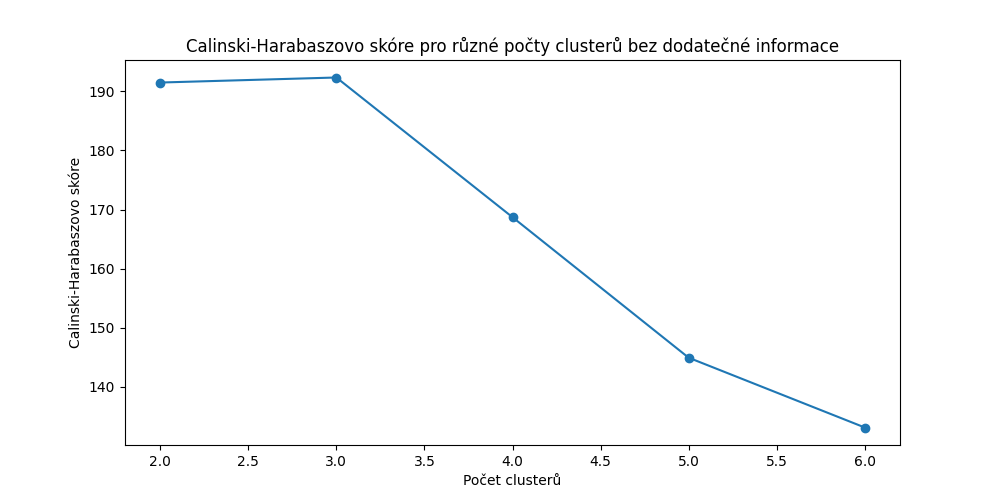 Calinski-Harabaszovo skóre pro různé počty clusterů bez dodatečné informace
Calinski-Harabaszovo skóre
190
180
170
160
150
140
2.0 2.5 3.0 3.5 4.0 4.5 5.0 5.5 6.0
Počet clusterů